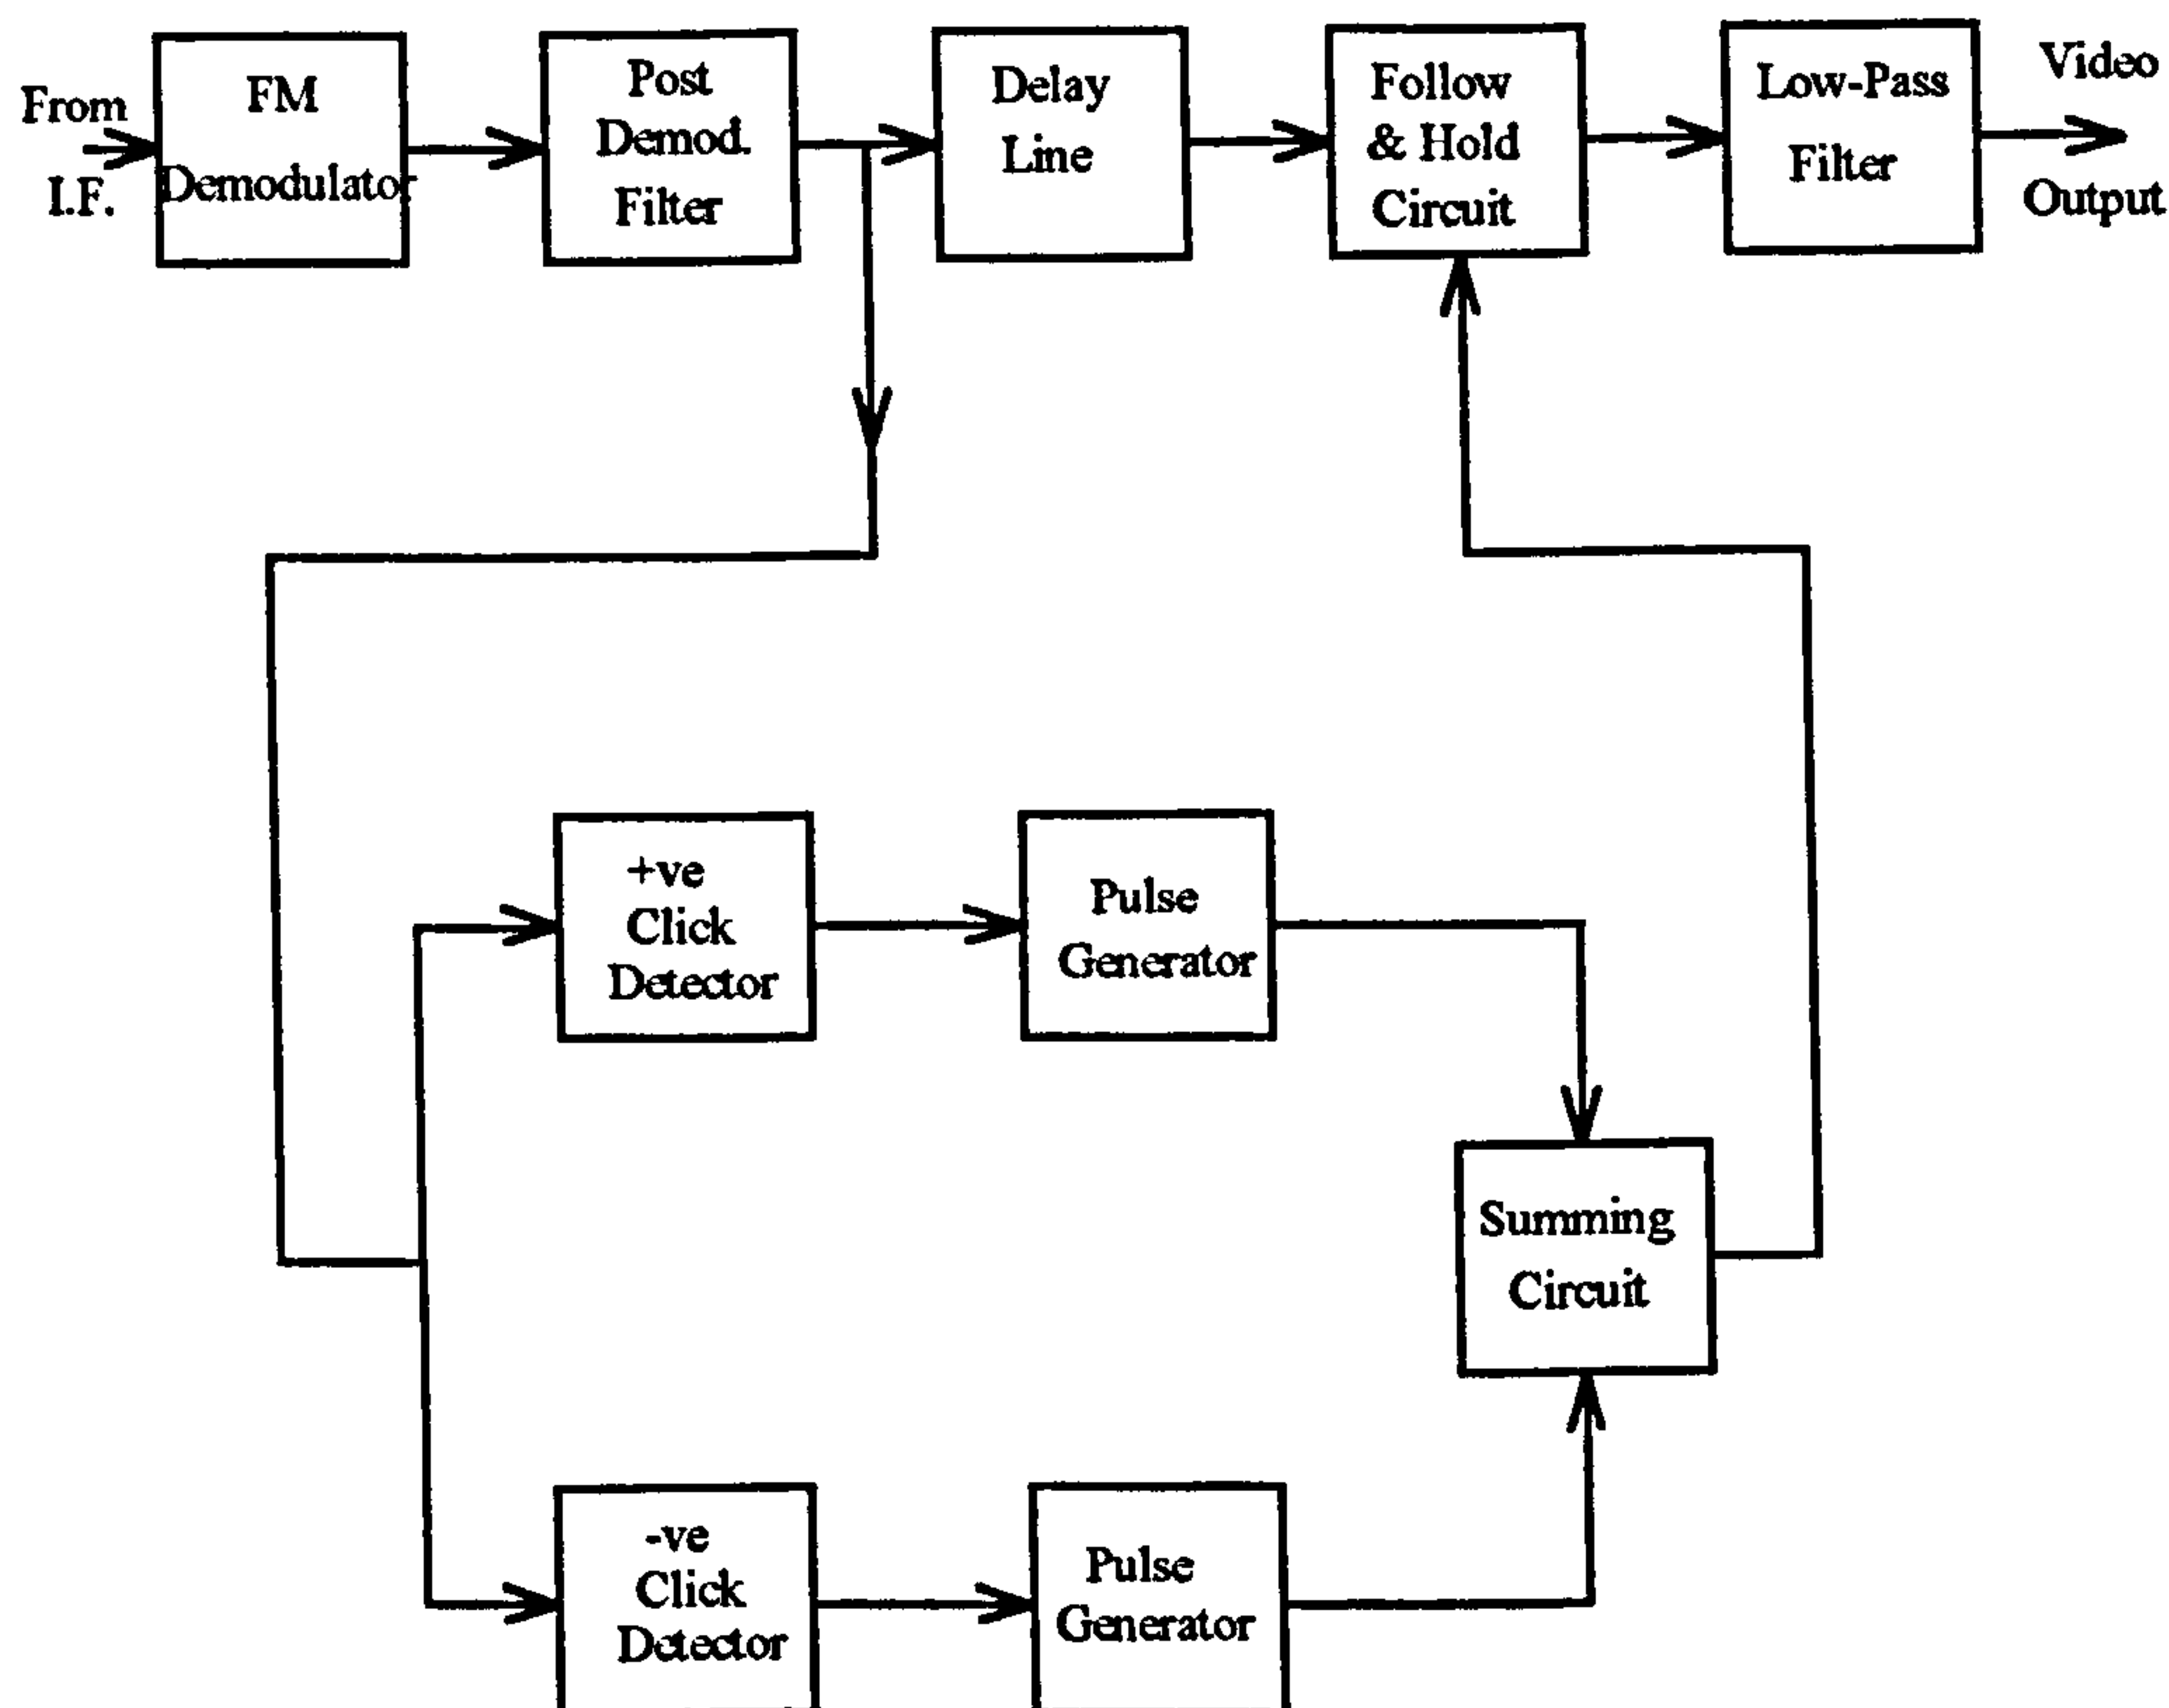 From
I.F.
FM
Demodulator
Post
Demod.
Filter
Delay
Line
Follow
& Hold
Circuit
Low-Pass
Filter
Video
Output
+ve
Click
Detector
Pulse
Generator
Summing
Circuit
-ve
Click
Detector
Pulse
Generator